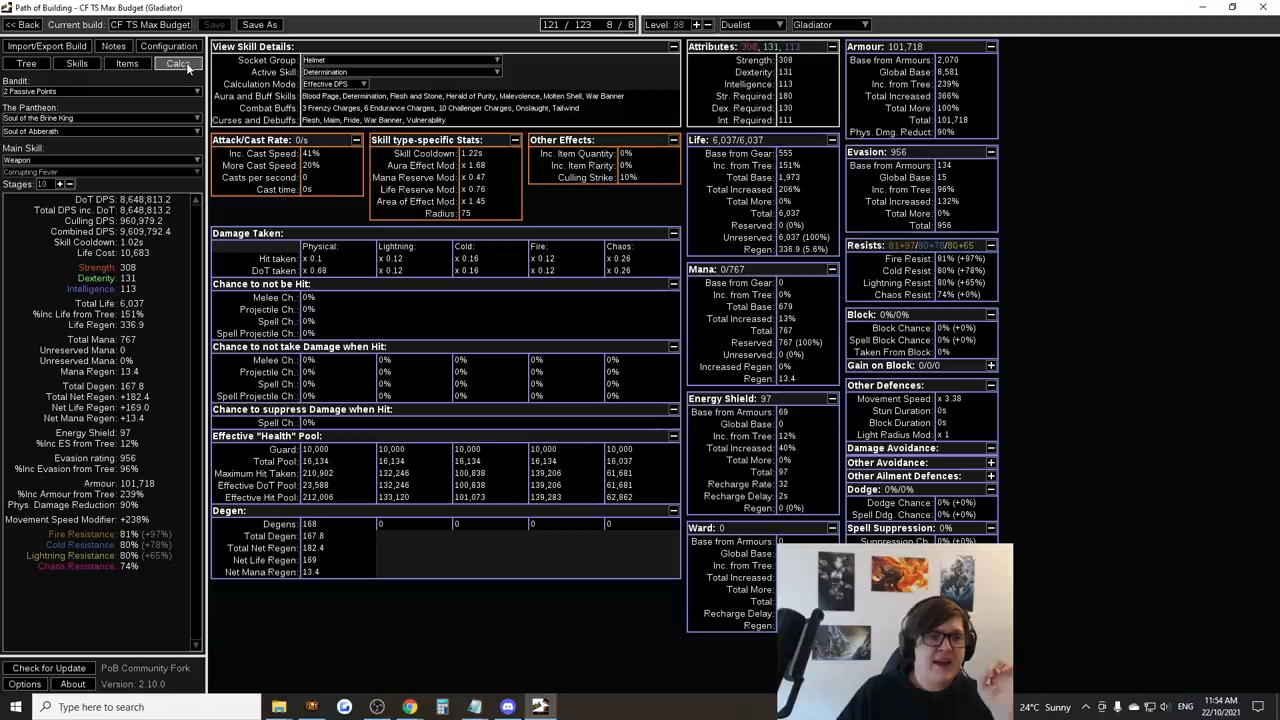 Path of Building - CF TS Max Budget (Gladiator)
<< Back Current build: CF TS Max Budget Save Save As 121 / 123 8 / 8 Level: 98 + - Duelist Gladiator
Import/Export Build Notes Configuration
Tree Skills Items Calcs
Bandit:
2 Passive Points
The Pantheon:
Soul of the Brine King
Soul of Abberath
Main Skill:
Weapon
Corrupting Fever
Stages: 10 + -
DoT DPS: 8,648,813.2
Total DPS inc. DoT: 8,648,813.2
Culling DPS: 960,979.2
Combined DPS: 9,609,792.4
Skill Cooldown: 1.02s
Life Cost: 10,683
Strength: 308
Dexterity: 131
Intelligence: 113
Total Life: 6,037
%Inc Life from Tree: 151%
Life Regen: 336.9
Total Mana: 767
Unreserved Mana: 0
Unreserved Mana: 0%
Mana Regen: 13.4
Total Degen: 167.8
Total Net Regen: +182.4
Net Life Regen: +169.0
Net Mana Regen: +13.4
Energy Shield: 97
%Inc ES from Tree: 12%
Evasion rating: 956
%Inc Evasion from Tree: 96%
Armour: 101,718
%Inc Armour from Tree: 239%
Phys. Damage Reduction: 90%
Movement Speed Modifier: +238%
Fire Resistance: 81% (+97%)
Cold Resistance: 80% (+78%)
Lightning Resistance: 80% (+65%)
Chaos Resistance: 74%
Check for Update PoB Community Fork
Options About Version: 2.10.0
View Skill Details:
Socket Group: Helmet
Active Skill: Determination
Calculation Mode: Effective DPS
Aura and Buff Skills: Blood Rage, Determination, Flesh and Stone, Herald of Purity, Malevolence, Molten Shell, War Banner
Combat Buffs: 3 Frenzy Charges, 6 Endurance Charges, 10 Challenger Charges, Onslaught, Tailwind
Curses and Debuffs: Flesh, Maim, Pride, War Banner, Vulnerability
Attack/Cast Rate: 0/s
Inc. Cast Speed: 41%
More Cast Speed: 20%
Casts per second: 0
Cast time: 0s
Skill type-specific Stats:
Skill Cooldown: 1.22s
Aura Effect Mod: x 1.68
Mana Reserve Mod: x 0.47
Life Reserve Mod: x 0.76
Area of Effect Mod: x 1.45
Radius: 75
Other Effects:
Inc. Item Quantity: 0%
Inc. Item Rarity: 0%
Culling Strike: 10%
Damage Taken:
Physical: Lightning: Cold: Fire: Chaos:
Hit taken: x 0.1 x 0.12 x 0.16 x 0.12 x 0.26
DoT taken: x 0.68 x 0.12 x 0.16 x 0.12 x 0.26
Chance to not be Hit:
Melee Ch.: 0%
Projectile Ch.: 0%
Spell Ch.: 0%
Spell Projectile Ch.: 0%
Chance to not take Damage when Hit:
Melee Ch.: 0% 0% 0% 0% 0%
Projectile Ch.: 0% 0% 0% 0% 0%
Spell Ch.: 0% 0% 0% 0% 0%
Spell Projectile Ch.: 0% 0% 0% 0% 0%
Chance to suppress Damage when Hit:
Spell Ch.: 0%
Effective "Health" Pool:
Guard: 10,000 10,000 10,000 10,000 10,000
Total Pool: 16,134 16,134 16,134 16,134 16,037
Maximum Hit Taken: 210,902 132,246 100,838 139,206 61,681
Effective DoT Pool: 23,588 132,246 100,838 139,206 61,681
Effective Hit Pool: 212,006 133,120 101,073 139,283 62,862
Degen:
Degens: 168 0 0 0 0
Total Degen: 167.8
Total Net Regen: 182.4
Net Life Regen: 169
Net Mana Regen: 13.4
Attributes: 308, 131, 113
Strength: 308
Dexterity: 131
Intelligence: 113
Str. Required: 180
Dex. Required: 130
Int. Required: 111
Life: 6,037/6,037
Base from Gear: 555
Inc. from Tree: 151%
Total Base: 1,973
Total Increased: 206%
Total More: 0%
Total: 6,037
Reserved: 0 (0%)
Unreserved: 6,037 (100%)
Regen: 336.9 (5.6%)
Mana: 0/767
Base from Gear: 0
Inc. from Tree: 0%
Total Base: 679
Total Increased: 13%
Total: 767
Reserved: 767 (100%)
Unreserved: 0 (0%)
Increased Regen: 0%
Regen: 13.4
Energy Shield: 97
Base from Armours: 69
Global Base: 0
Inc. from Tree: 12%
Total Increased: 40%
Total More: 0%
Total: 97
Recharge Rate: 32
Recharge Delay: 2s
Regen: 0 (0%)
Ward: 0
Base from Armours: 0
Global Base:
Inc. from Tree:
Total Increased:
Total More:
Total:
Recharge Delay:
Regen:
Armour: 101,718
Base from Armours: 2,070
Global Base: 8,581
Inc. from Tree: 239%
Total Increased: 366%
Total More: 100%
Total: 101,718
Phys. Dmg. Reduct: 90%
Evasion: 956
Base from Armours: 134
Global Base: 15
Inc. from Tree: 96%
Total Increased: 132%
Total More: 0%
Total: 956
Resists: 81+97/80+78/80+65
Fire Resist: 81% (+97%)
Cold Resist: 80% (+78%)
Lightning Resist: 80% (+65%)
Chaos Resist: 74% (+0%)
Block: 0%/0%
Block Chance: 0% (+0%)
Spell Block Chance: 0% (+0%)
Taken From Block: 0%
Gain on Block: 0/0/0
Other Defences:
Movement Speed: x 3.38
Stun Duration: 0s
Block Duration: 0s
Light Radius Mod: x 1
Damage Avoidance:
Other Avoidance:
Other Ailment Defences:
Dodge: 0%/0%
Dodge Chance: 0% (+0%)
Spell Ddg. Chance: 0% (+0%)
Spell Suppression: 0%
Suppression Ch.: 0% (+0%)
Type here to search
24°C Sunny ENG 11:54 AM
22/10/2021